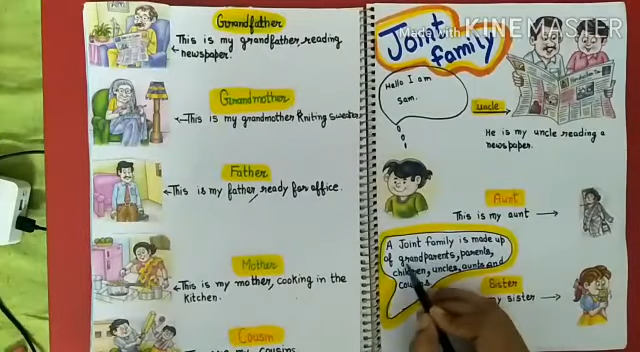 Grandfather
This is my grandfather, reading
newspaper.
Grandmother
This is my grandmother Kniting sweater
Father
This is my father, ready for office.
Mother
This is my mother, cooking in the
kitchen.
Cousin
Made with KINEMASTER
Joint
family
Hello I am
Sam.
uncle
He is my uncle reading a
newspaper.
Aunt
This is my aunt
A Joint family is made up
of grandparents, parents,
children, uncles, aunts and
cousins.
Sister
my sister